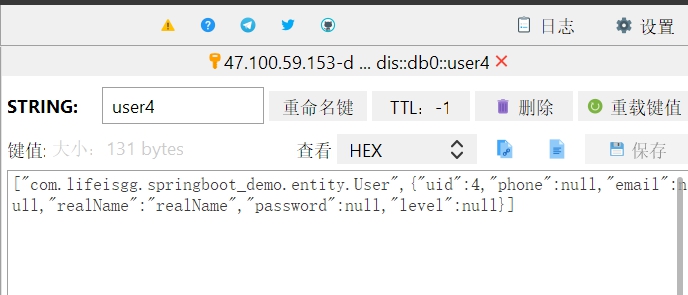 日志 设置
47.100.59.153-d ... dis::db0::user4
STRING: user4 重命名键 TTL: -1 删除 重载键值
键值: 大小: 131 bytes 查看 HEX 保存
["com.lifeisgg.springboot_demo.entity.User",{"uid":4,"phone":null,"email":n
ull,"realName":"realName","password":null,"level":null}]